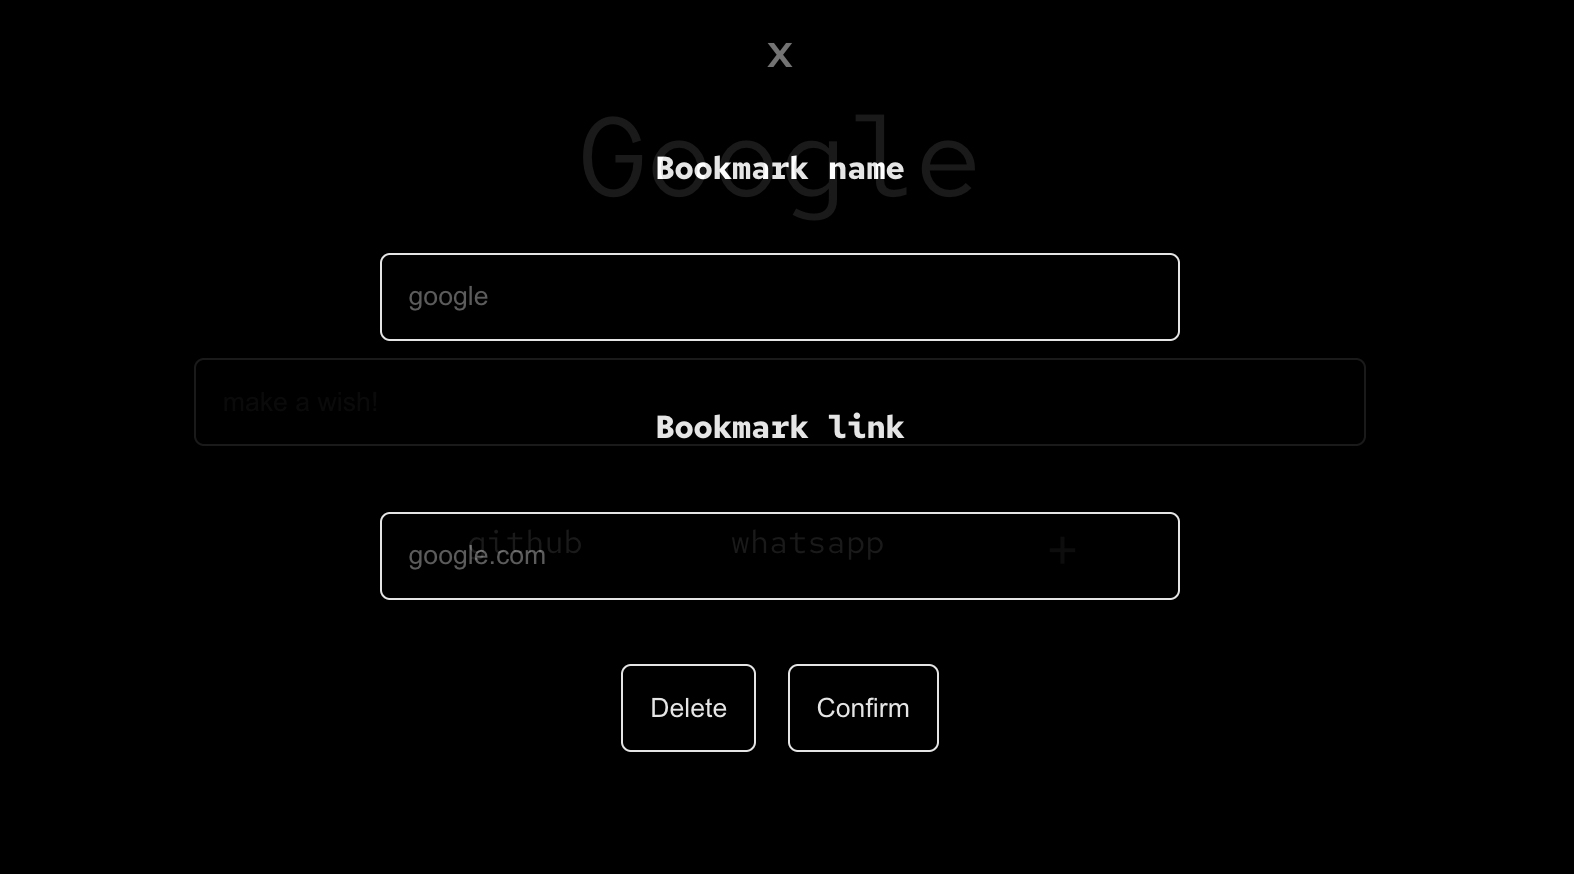 x
Google
Bookmark name
google
make a wish!
Bookmark link
github whatsapp +
google.com
Delete Confirm